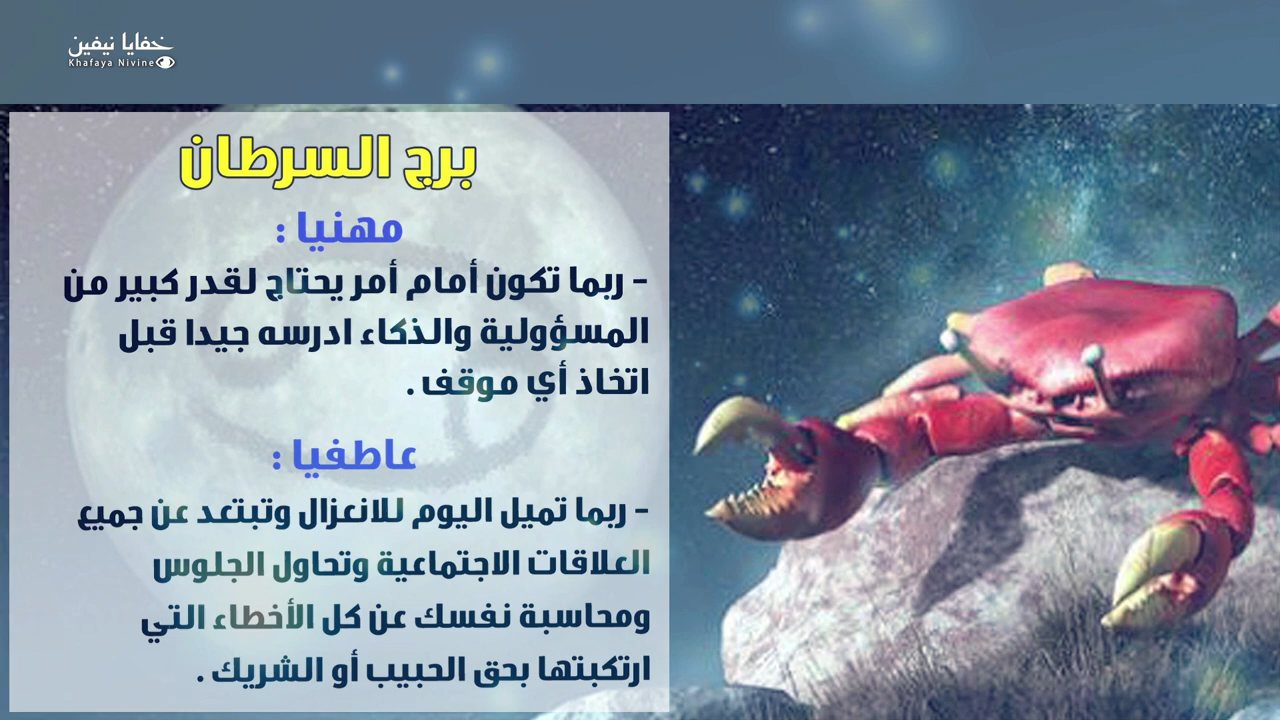 خفايا نيفين
Khafaya Nivine
برج السرطان
مهنيا :
- ربما تكون أمام أمر يحتاج لقدر كبير من
المسؤولية والذكاء ادرسه جيدا قبل
اتخاذ أي موقف .
عاطفيا :
- ربما تميل اليوم للانعزال وتبتعد عن جميع
العلاقات الاجتماعية وتحاول الجلوس
ومحاسبة نفسك عن كل الأخطاء التي
ارتكبتها بحق الحبيب أو الشريك .